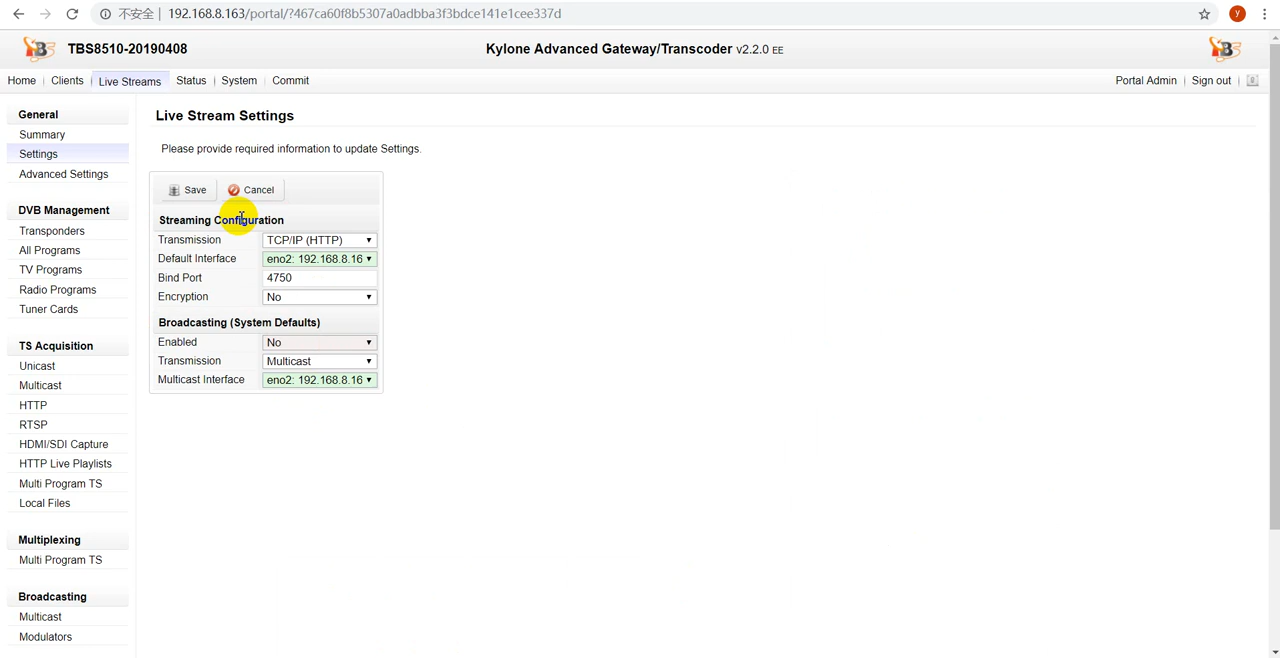 不安全 | 192.168.8.163/portal/?467ca60f8b5307a0adbba3f3bdce141e1cee337d
y
TBS8510-20190408
Kylone Advanced Gateway/Transcoder v2.2.0 EE
Home | Clients | Live Streams | Status | System | Commit
Portal Admin | Sign out |
General
Summary
Settings
Advanced Settings
DVB Management
Transponders
All Programs
TV Programs
Radio Programs
Tuner Cards
TS Acquisition
Unicast
Multicast
HTTP
RTSP
HDMI/SDI Capture
HTTP Live Playlists
Multi Program TS
Local Files
Multiplexing
Multi Program TS
Broadcasting
Multicast
Modulators
Live Stream Settings
Please provide required information to update Settings.
Save Cancel
Streaming Configuration
Transmission TCP/IP (HTTP)
Default Interface eno2: 192.168.8.16
Bind Port 4750
Encryption No
Broadcasting (System Defaults)
Enabled No
Transmission Multicast
Multicast Interface eno2: 192.168.8.16